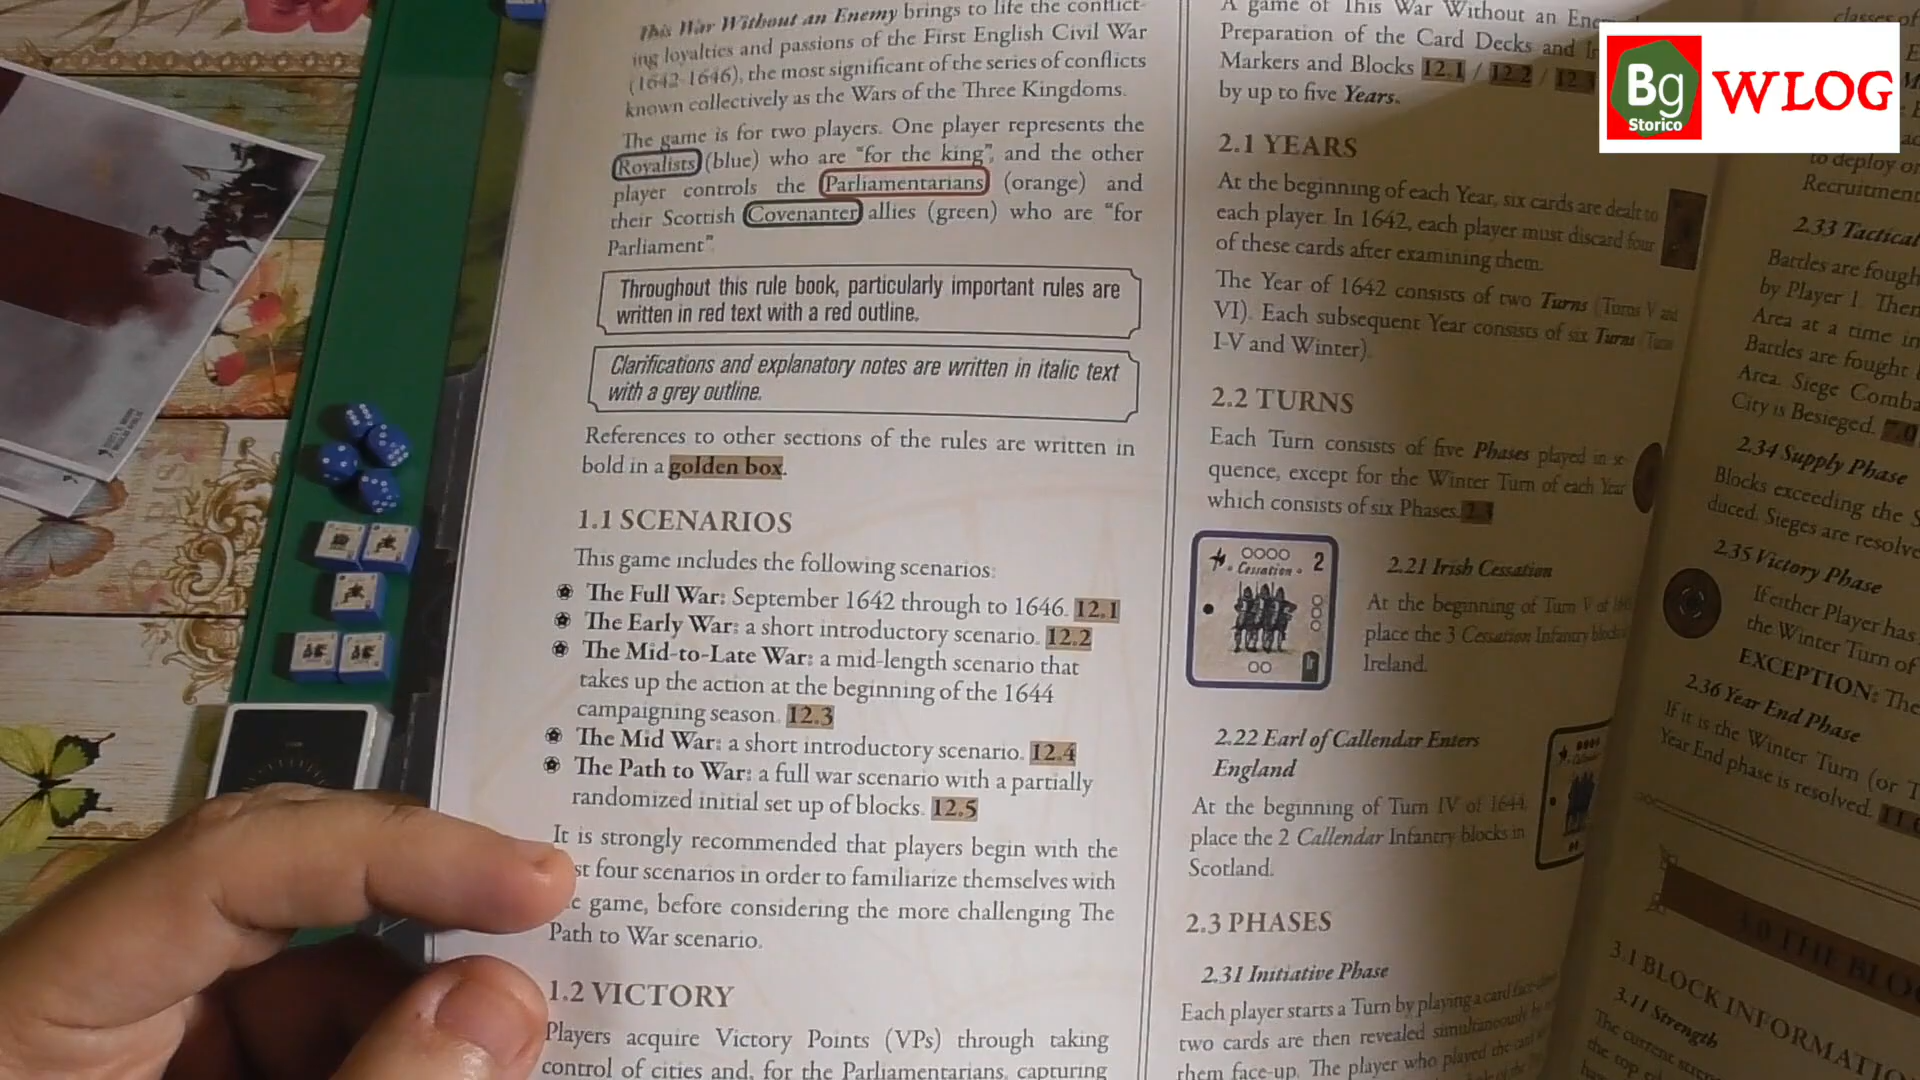 This War Without an Enemy brings to life the conflict-
ing loyalties and passions of the First English Civil War
(1642-1646), the most significant of the series of conflicts
known collectively as the Wars of the Three Kingdoms.
The game is for two players. One player represents the
Royalists (blue) who are “for the king”, and the other
player controls the Parliamentarians (orange) and
their Scottish Covenanter allies (green) who are “for
Parliament”
Throughout this rule book, particularly important rules are
written in red text with a red outline.
Clarifications and explanatory notes are written in italic text
with a grey outline.
References to other sections of the rules are written in
bold in a golden box.
1.1 SCENARIOS
This game includes the following scenarios:
The Full War: September 1642 through to 1646. 12.1
The Early War: a short introductory scenario. 12.2
The Mid-to-Late War: a mid-length scenario that
takes up the action at the beginning of the 1644
campaigning season. 12.3
The Mid War: a short introductory scenario. 12.4
The Path to War: a full war scenario with a partially
randomized initial set up of blocks. 12.5
It is strongly recommended that players begin with the
four scenarios in order to familiarize themselves with
game, before considering the more challenging The
Path to War scenario.
1.2 VICTORY
Players acquire Victory Points (VPs) through taking
control of cities and, for the Parliamentarians, capturing
A game of This War Without an
Preparation of the Card Decks and
Markers and Blocks 12.1 / 12.2 /
by up to five Years.
2.1 YEARS
At the beginning of each Year, six cards are dealt to
each player. In 1642, each player must discard four
of these cards after examining them.
The Year of 1642 consists of two Turns (Turns V and
VI). Each subsequent Year consists of six Turns (Turns
I-V and Winter).
2.2 TURNS
Each Turn consists of five Phases played in se-
quence, except for the Winter Turn of each Year
which consists of six Phases. 2.3
Cessation 2
2.21 Irish Cessation
At the beginning of Turn V of
place the 3 Cessation Infantry blocks
Ireland.
2.22 Earl of Callendar Enters
England
At the beginning of Turn IV of 1644,
place the 2 Callendar Infantry blocks in
Scotland.
2.3 PHASES
2.31 Initiative Phase
Each player starts a Turn by playing a card
two cards are then revealed simultaneously
them face-up. The player who played the card
classes of
to deploy or
Recruitment
2.33 Tactical
Battles are fough
by Player 1. Then
Area at a time in
Battles are fought
Area. Siege Comba
City is Besieged. 7.0
2.34 Supply Phase
Blocks exceeding the S
duced. Sieges are resolve
2.35 Victory Phase
If either Player has
the Winter Turn of
EXCEPTION: The
2.36 Year End Phase
If it is the Winter Turn (or T
Year End phase is resolved.
3.1 BLOCK INFORMATIO
3.11 Strength
The current
the top
Bg
Storico
WLOG